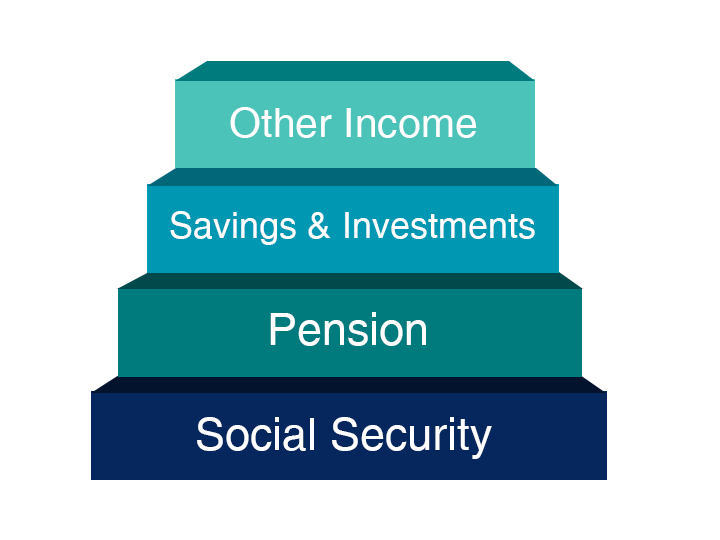 Other Income
Savings & Investments
Pension
Social Security